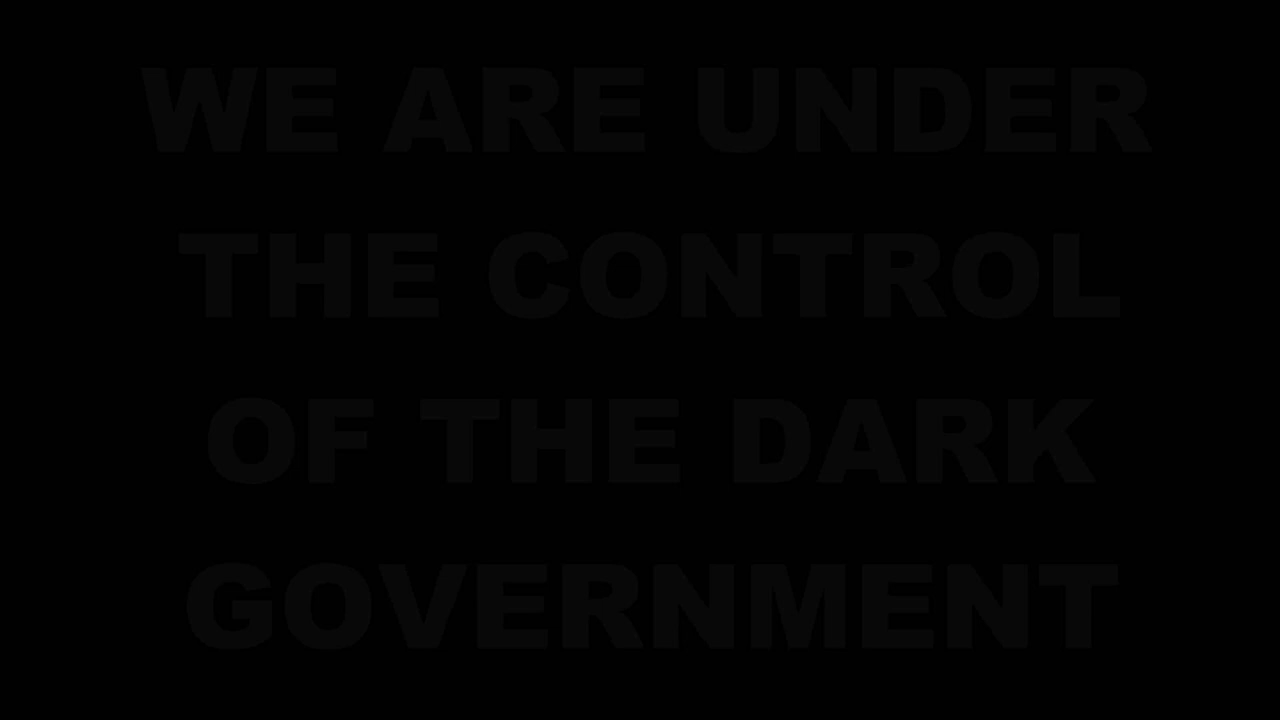 WE ARE UNDER
THE CONTROL
OF THE DARK
GOVERNMENT